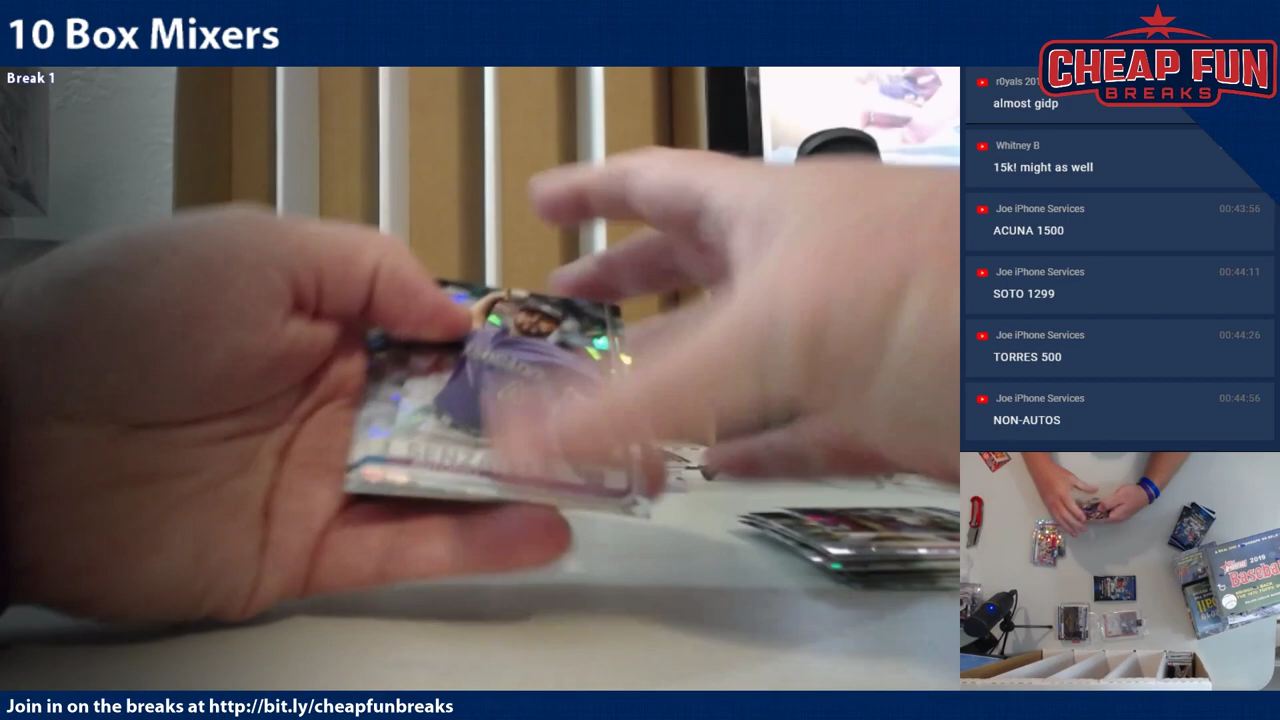 10 Box Mixers
Break 1
CHEAP FUN
BREAKS
r0yals 201
almost gidp
Whitney B
15k! might as well
Joe iPhone Services 00:43:56
ACUNA 1500
Joe iPhone Services 00:44:11
SOTO 1299
Joe iPhone Services 00:44:26
TORRES 500
Joe iPhone Services 00:44:56
NON-AUTOS
SENZA
2019
Baseba
Join in on the breaks at http://bit.ly/cheapfunbreaks